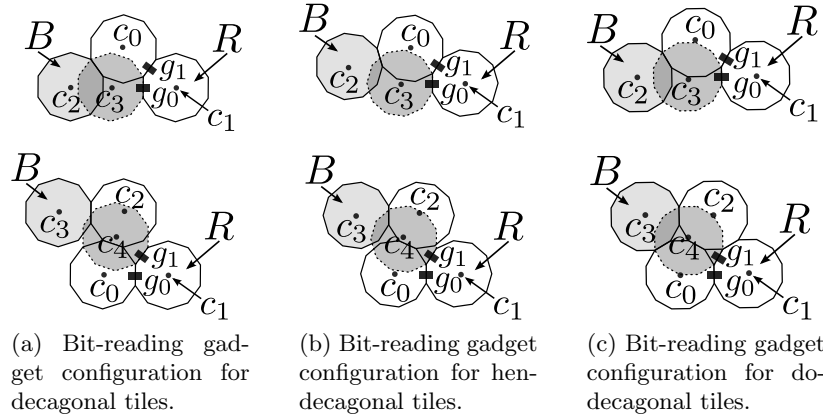 B c₀ R
g₁
c₂ c₃ g₀
c₁
B c₀ R
c₂ g₁
c₃ g₀
c₁
B c₀ R
g₁
c₂ c₃ g₀
c₁
B c₂
c₃ c₄ R
g₁
c₀ g₀
c₁
B c₂
c₃ c₄ R
g₁
c₀ g₀
c₁
B c₂
c₃ c₄ R
g₁
c₀ g₀
c₁
(a) Bit-reading gad-
get configuration for
decagonal tiles.
(b) Bit-reading gadget
configuration for hen-
decagonal tiles.
(c) Bit-reading gadget
configuration for do-
decagonal tiles.